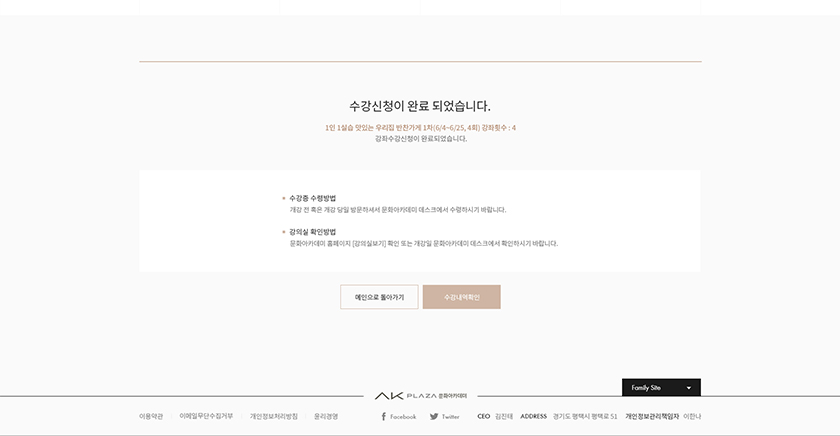 수강신청이 완료 되었습니다.
1인 1실습 맛있는 우리집 반찬가게 1차(6/4~6/25, 4회) 강좌횟수 : 4
강좌수강신청이 완료되었습니다.
수강증 수령방법
개강 전 혹은 개강 당일 방문하셔서 문화아카데미 데스크에서 수령하시기 바랍니다.
강의실 확인방법
문화아카데미 홈페이지 [강의실보기] 확인 또는 개강일 문화아카데미 데스크에서 확인하시기 바랍니다.
메인으로 돌아가기 수강내역확인
Family Site
AK PLAZA 문화아카데미
이용약관 이메일무단수집거부 개인정보처리방침 윤리경영 Facebook Twitter CEO 김진태 ADDRESS 경기도 평택시 평택로 51 개인정보관리책임자 이한나